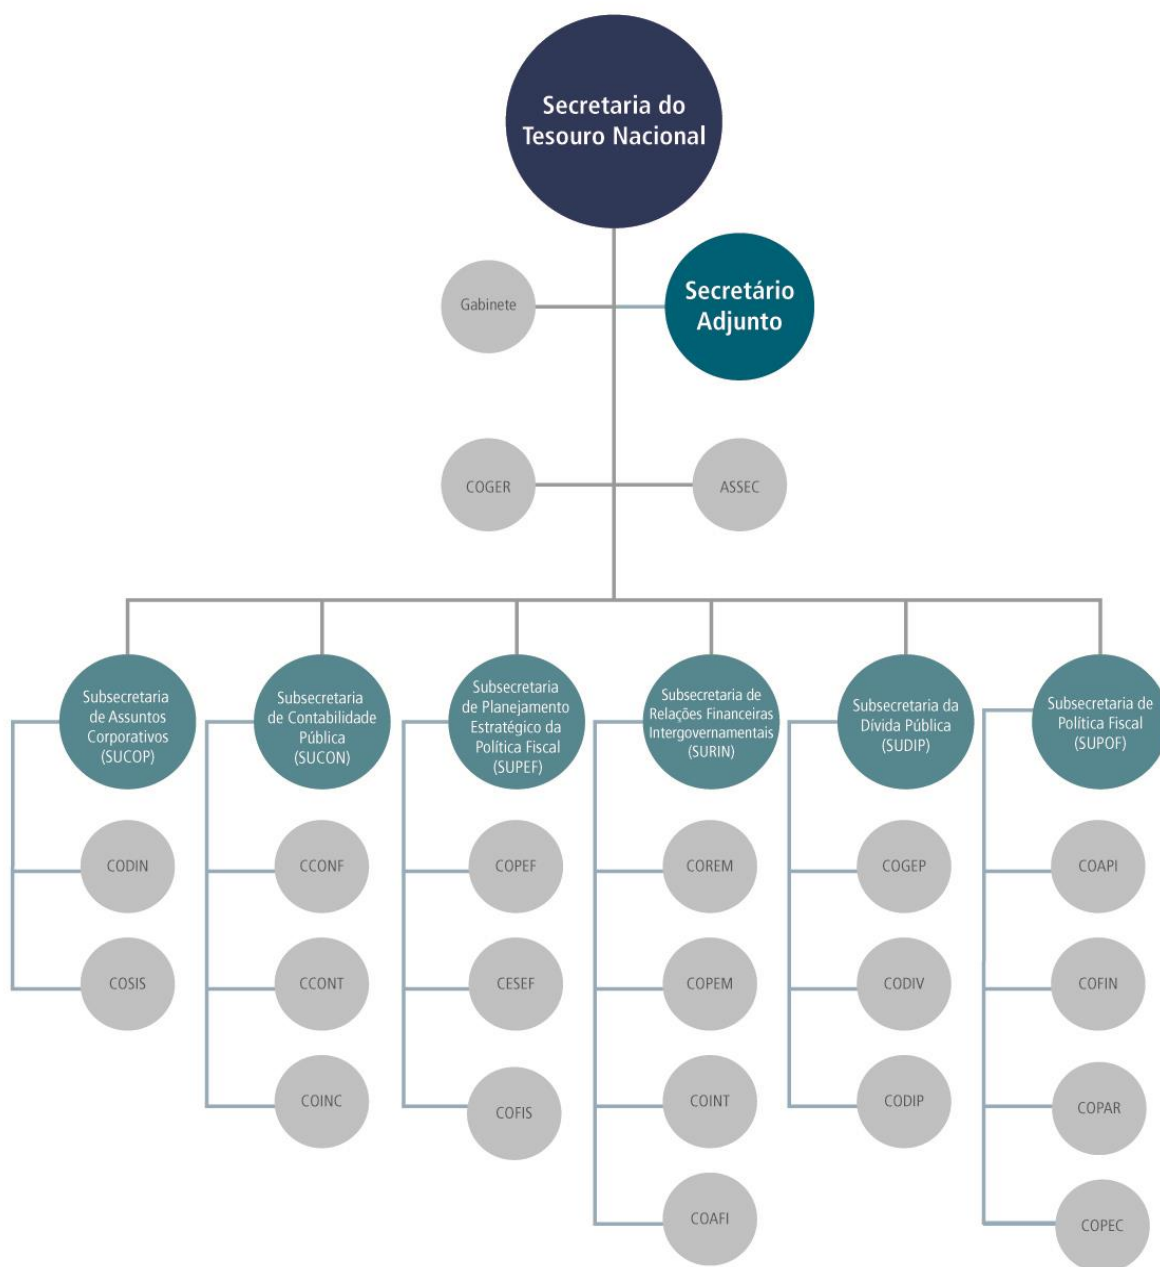 Secretaria do
Tesouro Nacional
Gabinete
Secretário
Adjunto
COGER
ASSEC
Subsecretaria
de Assuntos
Corporativos
(SUCOP)
Subsecretaria
de Contabilidade
Pública
(SUCON)
Subsecretaria
de Planejamento
Estratégico da
Política Fiscal
(SUPEF)
Subsecretaria de
Relações Financeiras
Intergovernamentais
(SURIN)
Subsecretaria da
Dívida Pública
(SUDIP)
Subsecretaria de
Política Fiscal
(SUPOF)
CODIN
CCONF
COPEF
COREM
COGEP
COAPI
COSIS
CCONT
CESEF
COPEM
CODIV
COFIN
COINC
COFIS
COINT
CODIP
COPAR
COAFI
COPEC